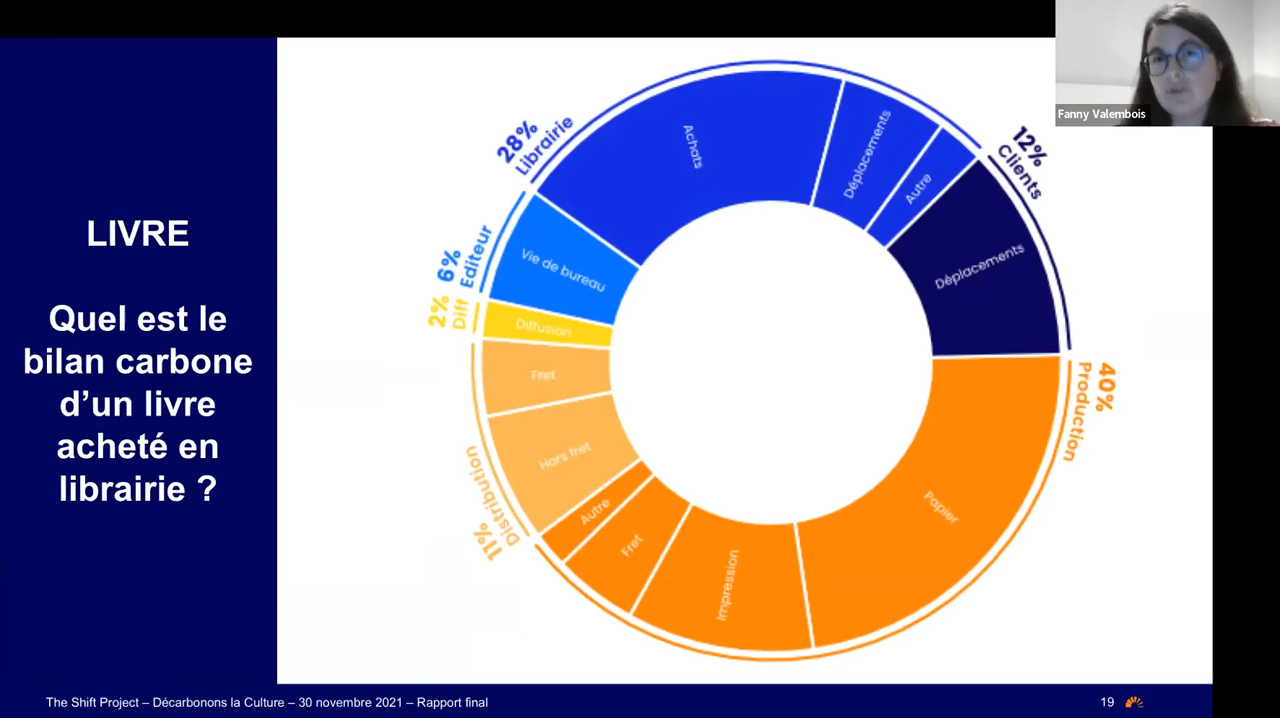 LIVRE
Quel est le
bilan carbone
d’un livre
acheté en
librairie ?
28%
Librairie
Achats
Déplacements
Autre
12%
Clients
Déplacements
40%
Production
Papier
Impression
Fret
Autre
11%
Distribution
Hors fret
Fret
2%
Diff
Diffusion
6%
Editeur
Vie de bureau
Fanny Valembois
The Shift Project – Décarbonons la Culture – 30 novembre 2021 – Rapport final
19